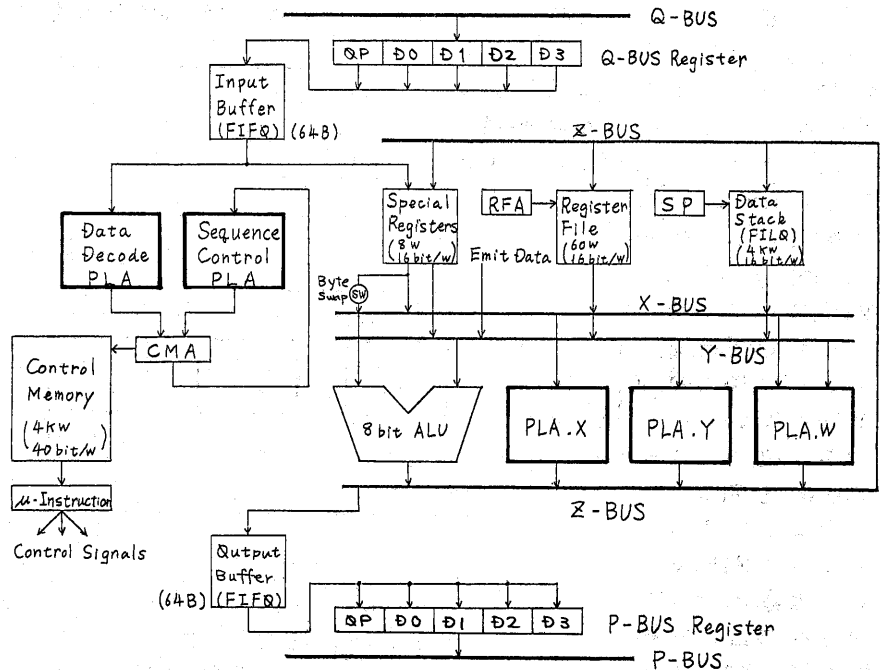 Q-BUS
QP D0 D1 D2 D3
Q-BUS Register
Input
Buffer
(FIFO) (64B)
Z-BUS
Special
Registers
(8W
16bit/w)
RFA
Register
File
(60W
16bit/w)
SP
Data
Stack
(FILO)
(4KW
16bit/w)
Data
Decode
PLA
Sequence
Control
PLA
Emit Data
Byte
Swap
SW
X-BUS
Y-BUS
CMA
Control
Memory
(4KW
40bit/w)
8bit ALU
PLA.X
PLA.Y
PLA.W
μ-Instruction
Control Signals
Z-BUS
Output
Buffer
(64B) (FIFO)
QP D0 D1 D2 D3
P-BUS Register
P-BUS